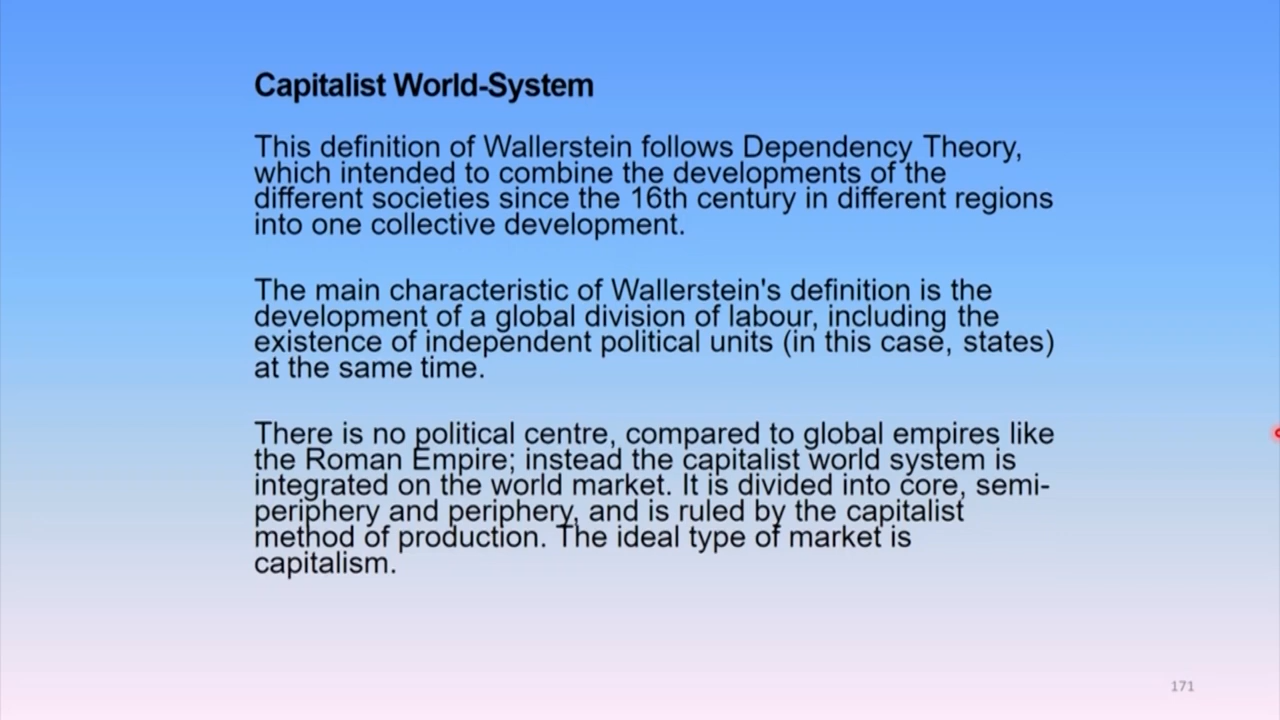 Capitalist World-System
This definition of Wallerstein follows Dependency Theory,
which intended to combine the developments of the
different societies since the 16th century in different regions
into one collective development.
The main characteristic of Wallerstein's definition is the
development of a global division of labour, including the
existence of independent political units (in this case, states)
at the same time.
There is no political centre, compared to global empires like
the Roman Empire; instead the capitalist world system is
integrated on the world market. It is divided into core, semi-
periphery and periphery, and is ruled by the capitalist
method of production. The ideal type of market is
capitalism.
171